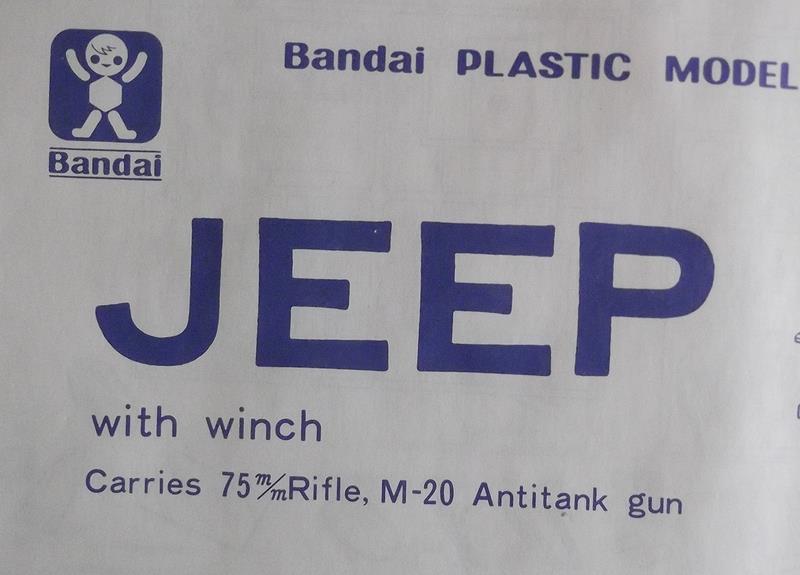 Bandai PLASTIC MODEL
Bandai
JEEP
with winch
Carries 75m/mRifle, M-20 Antitank gun